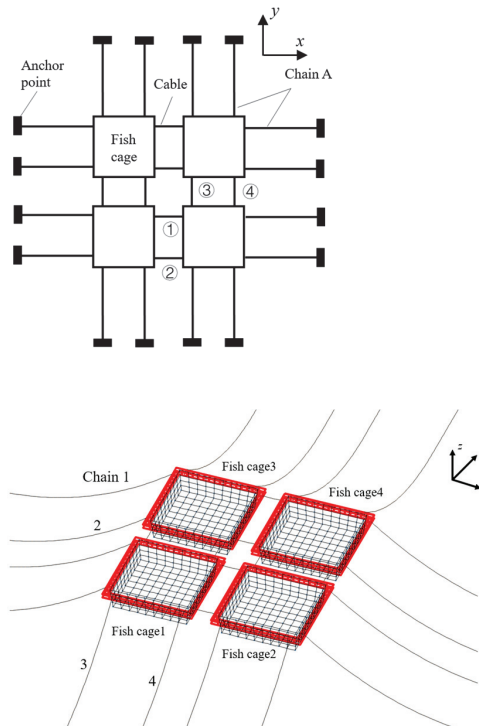 y
x
Anchor
point
Cable
Chain A
Fish
cage
③ ④
①
②
z
Chain 1
Fish cage3
Fish cage4
2
Fish cage1
Fish cage2
3
4